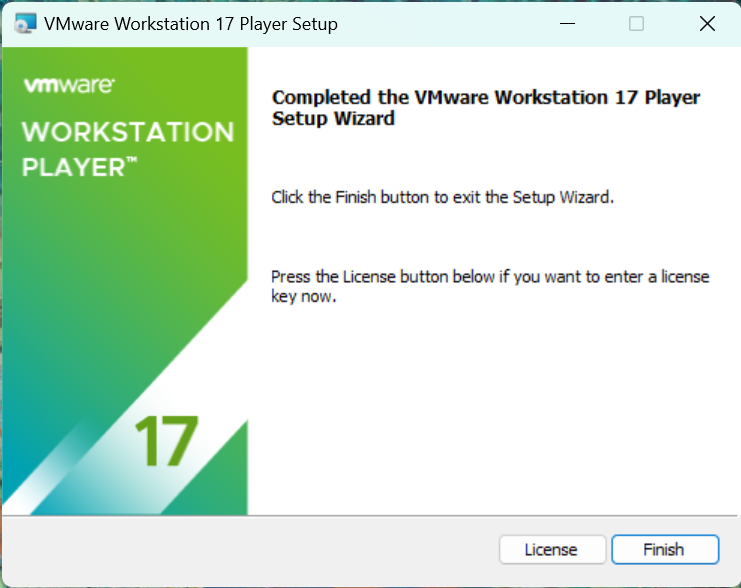 VMware Workstation 17 Player Setup
vmware®
WORKSTATION
PLAYER™
17
Completed the VMware Workstation 17 Player
Setup Wizard
Click the Finish button to exit the Setup Wizard.
Press the License button below if you want to enter a license
key now.
License
Finish